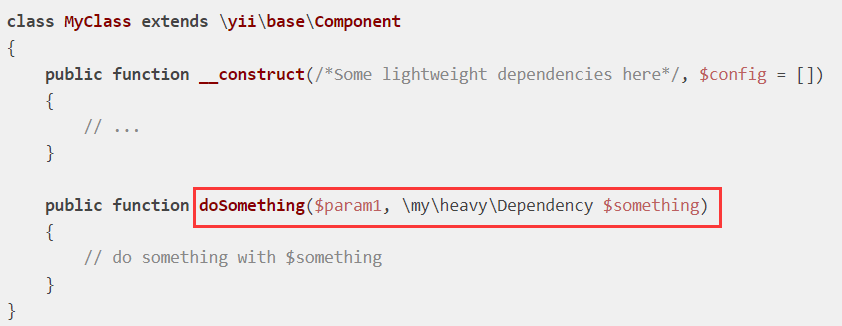 class MyClass extends \yii\base\Component
{
    public function __construct(/*Some lightweight dependencies here*/, $config = [])
    {
        // ...
    }

    public function doSomething($param1, \my\heavy\Dependency $something)
    {
        // do something with $something
    }
}